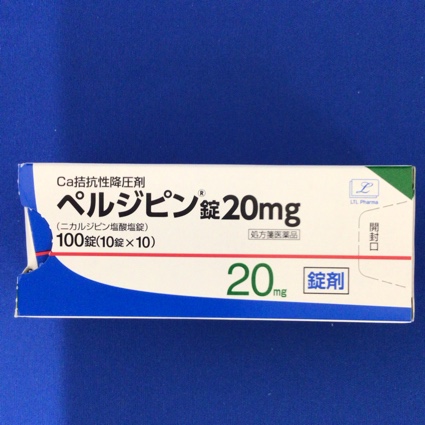 Ca拮抗性降圧剤
ペルジピン®錠20mg
(ニカルジピン塩酸塩錠)
処方箋医薬品
100錠(10錠×10)
20mg
錠剤
L
LTL Pharma
開封口